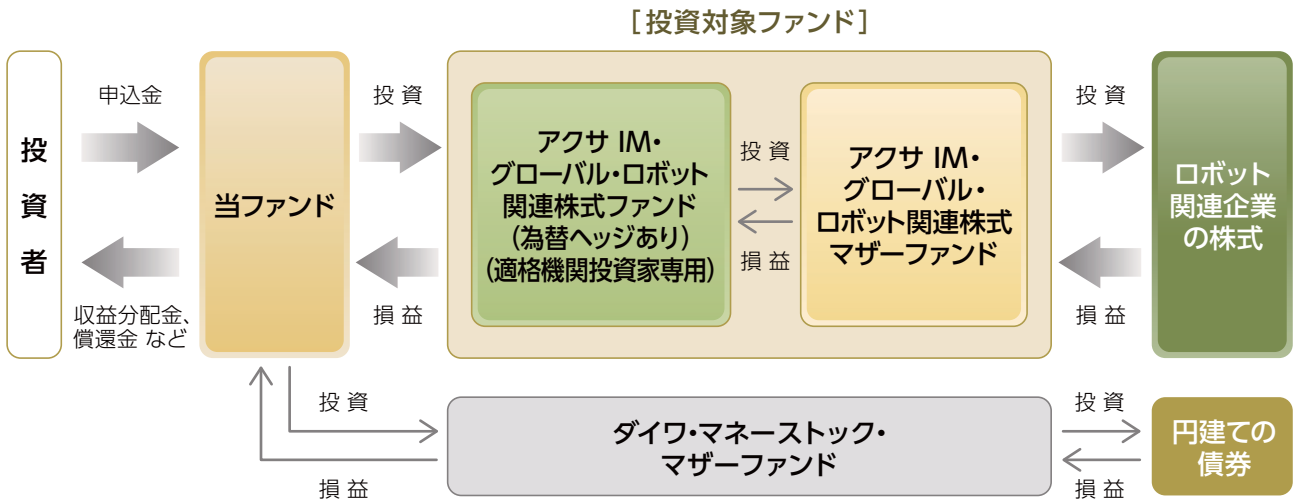 [投資対象ファンド]
投資者
申込金
収益分配金、
償還金 など
当ファンド
投 資
損 益
アクサ IM・
グローバル・ロボット
関連株式ファンド
(為替ヘッジあり)
(適格機関投資家専用)
投 資
損 益
アクサ IM・
グローバル・
ロボット関連株式
マザーファンド
投 資
損 益
ロボット
関連企業
の株式
投 資
損 益
ダイワ・マネーストック・
マザーファンド
投 資
損 益
円建ての
債券